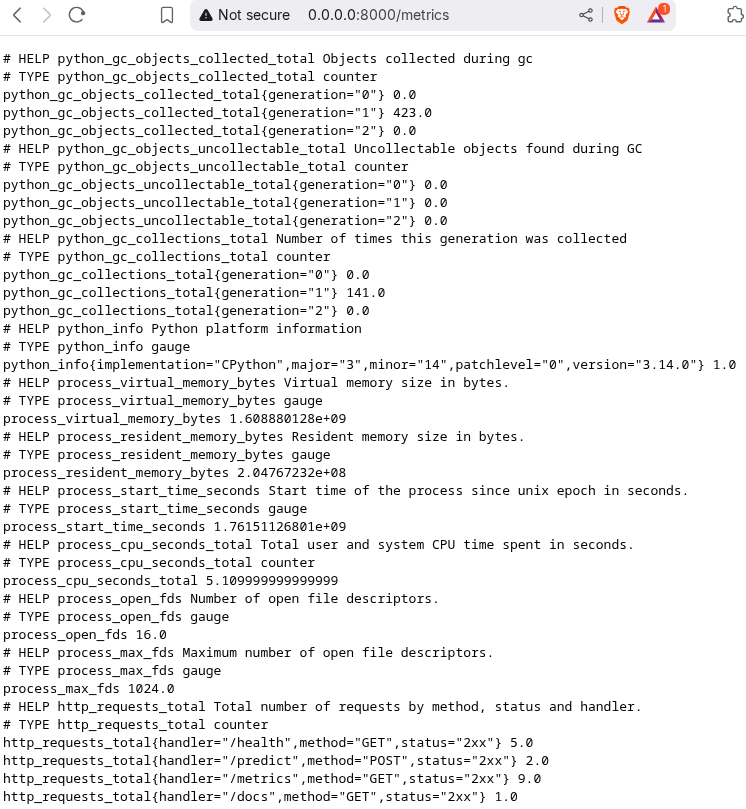 Not secure 0.0.0.0:8000/metrics 1
# HELP python_gc_objects_collected_total Objects collected during gc
# TYPE python_gc_objects_collected_total counter
python_gc_objects_collected_total{generation="0"} 0.0
python_gc_objects_collected_total{generation="1"} 423.0
python_gc_objects_collected_total{generation="2"} 0.0
# HELP python_gc_objects_uncollectable_total Uncollectable objects found during GC
# TYPE python_gc_objects_uncollectable_total counter
python_gc_objects_uncollectable_total{generation="0"} 0.0
python_gc_objects_uncollectable_total{generation="1"} 0.0
python_gc_objects_uncollectable_total{generation="2"} 0.0
# HELP python_gc_collections_total Number of times this generation was collected
# TYPE python_gc_collections_total counter
python_gc_collections_total{generation="0"} 0.0
python_gc_collections_total{generation="1"} 141.0
python_gc_collections_total{generation="2"} 0.0
# HELP python_info Python platform information
# TYPE python_info gauge
python_info{implementation="CPython",major="3",minor="14",patchlevel="0",version="3.14.0"} 1.0
# HELP process_virtual_memory_bytes Virtual memory size in bytes.
# TYPE process_virtual_memory_bytes gauge
process_virtual_memory_bytes 1.608880128e+09
# HELP process_resident_memory_bytes Resident memory size in bytes.
# TYPE process_resident_memory_bytes gauge
process_resident_memory_bytes 2.04767232e+08
# HELP process_start_time_seconds Start time of the process since unix epoch in seconds.
# TYPE process_start_time_seconds gauge
process_start_time_seconds 1.76151126801e+09
# HELP process_cpu_seconds_total Total user and system CPU time spent in seconds.
# TYPE process_cpu_seconds_total counter
process_cpu_seconds_total 5.109999999999999
# HELP process_open_fds Number of open file descriptors.
# TYPE process_open_fds gauge
process_open_fds 16.0
# HELP process_max_fds Maximum number of open file descriptors.
# TYPE process_max_fds gauge
process_max_fds 1024.0
# HELP http_requests_total Total number of requests by method, status and handler.
# TYPE http_requests_total counter
http_requests_total{handler="/health",method="GET",status="2xx"} 5.0
http_requests_total{handler="/predict",method="POST",status="2xx"} 2.0
http_requests_total{handler="/metrics",method="GET",status="2xx"} 9.0
http_requests_total{handler="/docs",method="GET",status="2xx"} 1.0